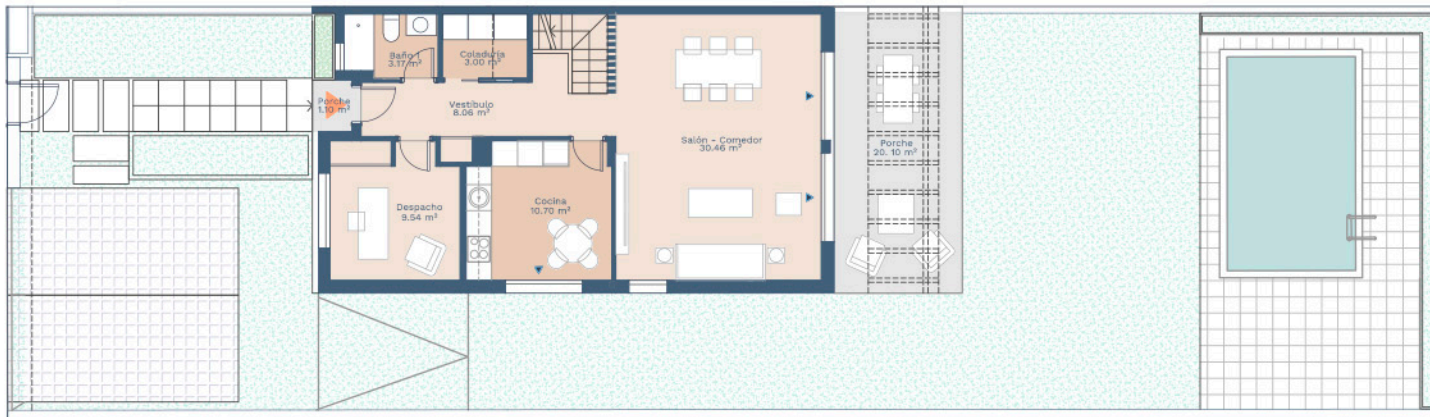 Baño 1
3.17 m²
Coladuría
3.00 m²
Porche
1.10 m²
Vestíbulo
8.06 m²
Salón - Comedor
30.46 m²
Porche
20. 10 m²
Despacho
9.54 m²
Cocina
10.70 m²